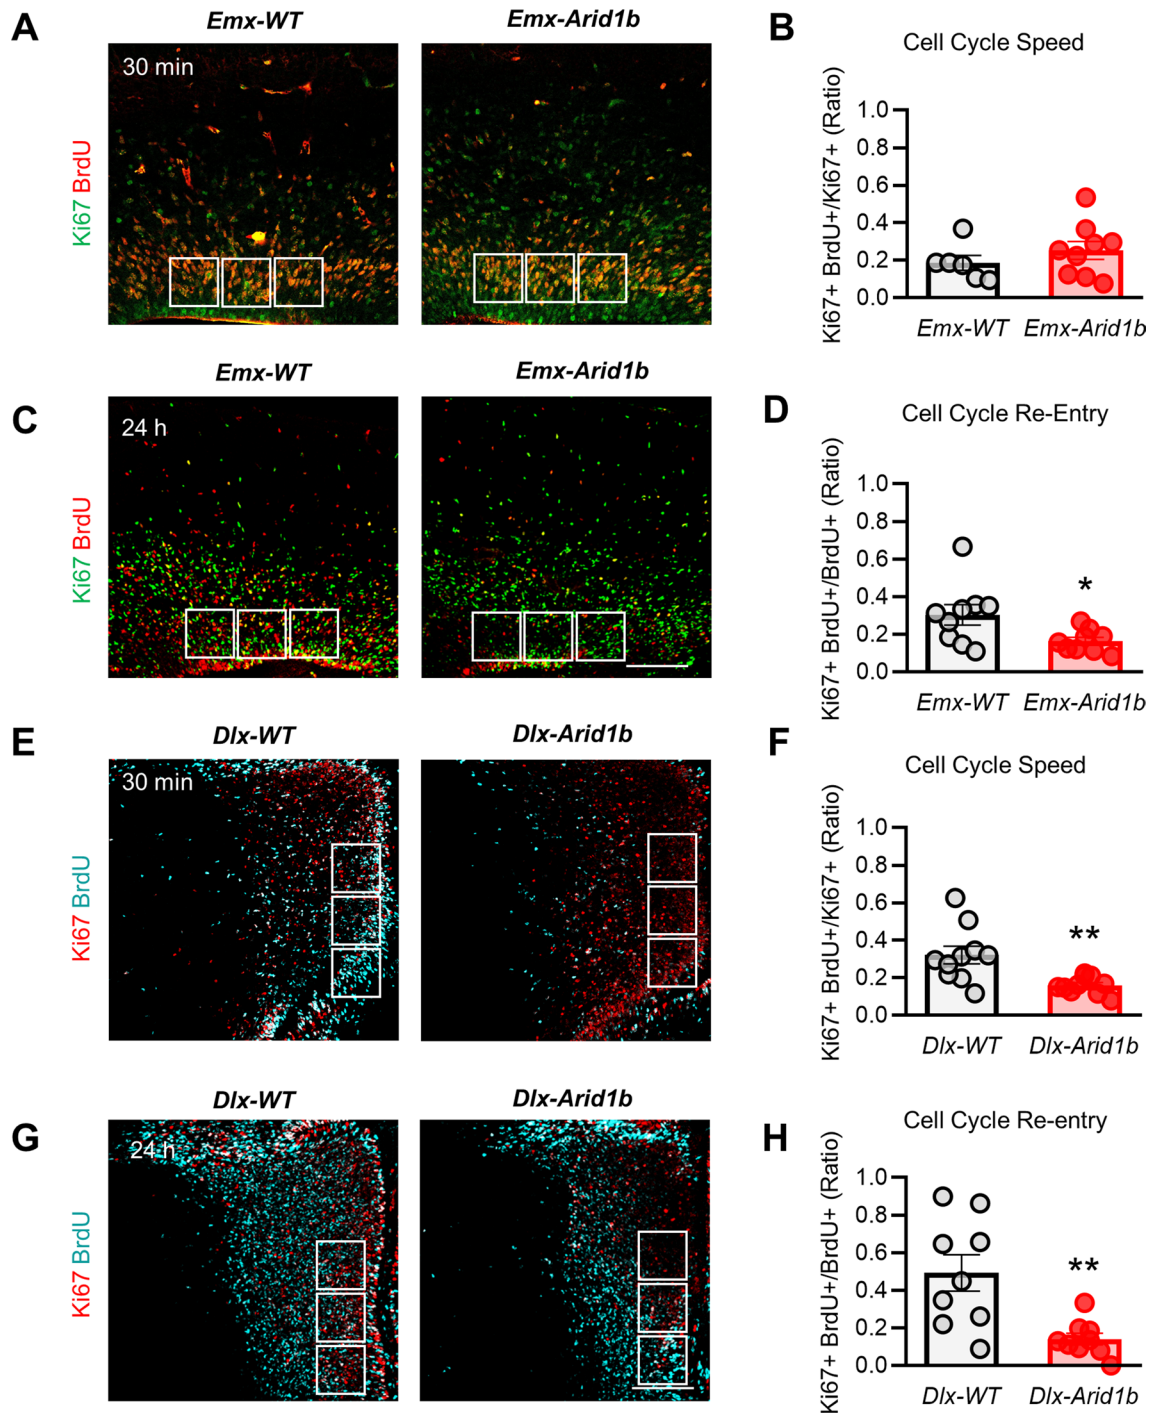 A
Emx-WT
Emx-Arid1b
30 min
Ki67 BrdU
B
Cell Cycle Speed
Ki67+ BrdU+/Ki67+ (Ratio)
1.0
0.8
0.6
0.4
0.2
0.0
Emx-WT
Emx-Arid1b
C
Emx-WT
Emx-Arid1b
24 h
Ki67 BrdU
D
Cell Cycle Re-Entry
Ki67+ BrdU+/BrdU+ (Ratio)
1.0
0.8
0.6
0.4
0.2
0.0
*
Emx-WT
Emx-Arid1b
E
Dlx-WT
Dlx-Arid1b
30 min
Ki67 BrdU
F
Cell Cycle Speed
Ki67+ BrdU+/Ki67+ (Ratio)
1.0
0.8
0.6
0.4
0.2
0.0
**
Dlx-WT
Dlx-Arid1b
G
Dlx-WT
Dlx-Arid1b
24 h
Ki67 BrdU
H
Cell Cycle Re-entry
Ki67+ BrdU+/BrdU+ (Ratio)
1.0
0.8
0.6
0.4
0.2
0.0
**
Dlx-WT
Dlx-Arid1b